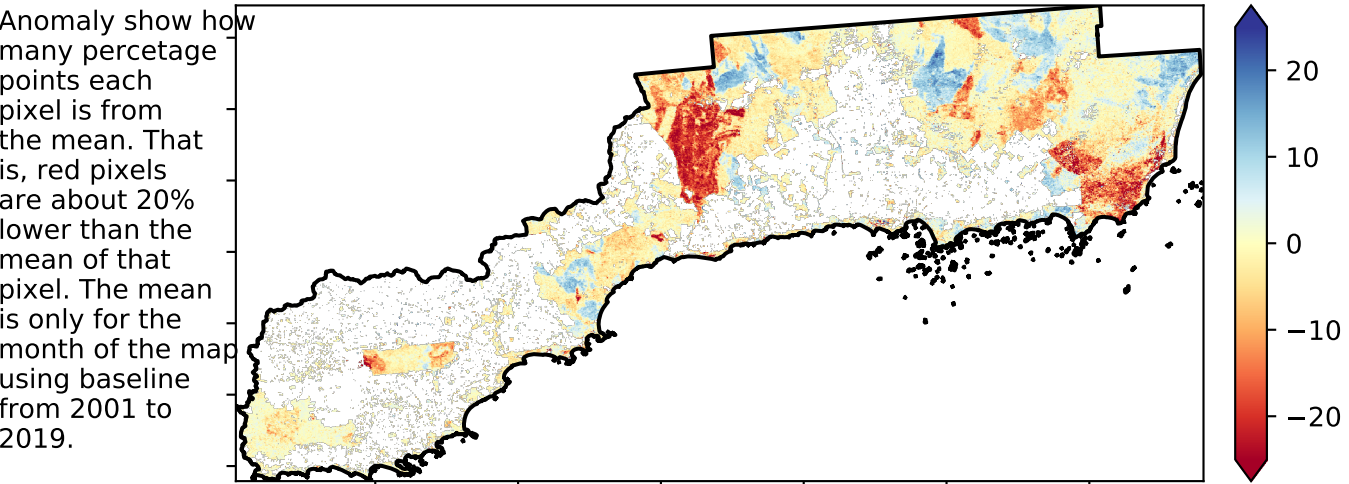 Anomaly show how
many percetage
points each
pixel is from
the mean. That
is, red pixels
are about 20%
lower than the
mean of that
pixel. The mean
is only for the
month of the map
using baseline
from 2001 to
2019.
20
10
0
−10
−20